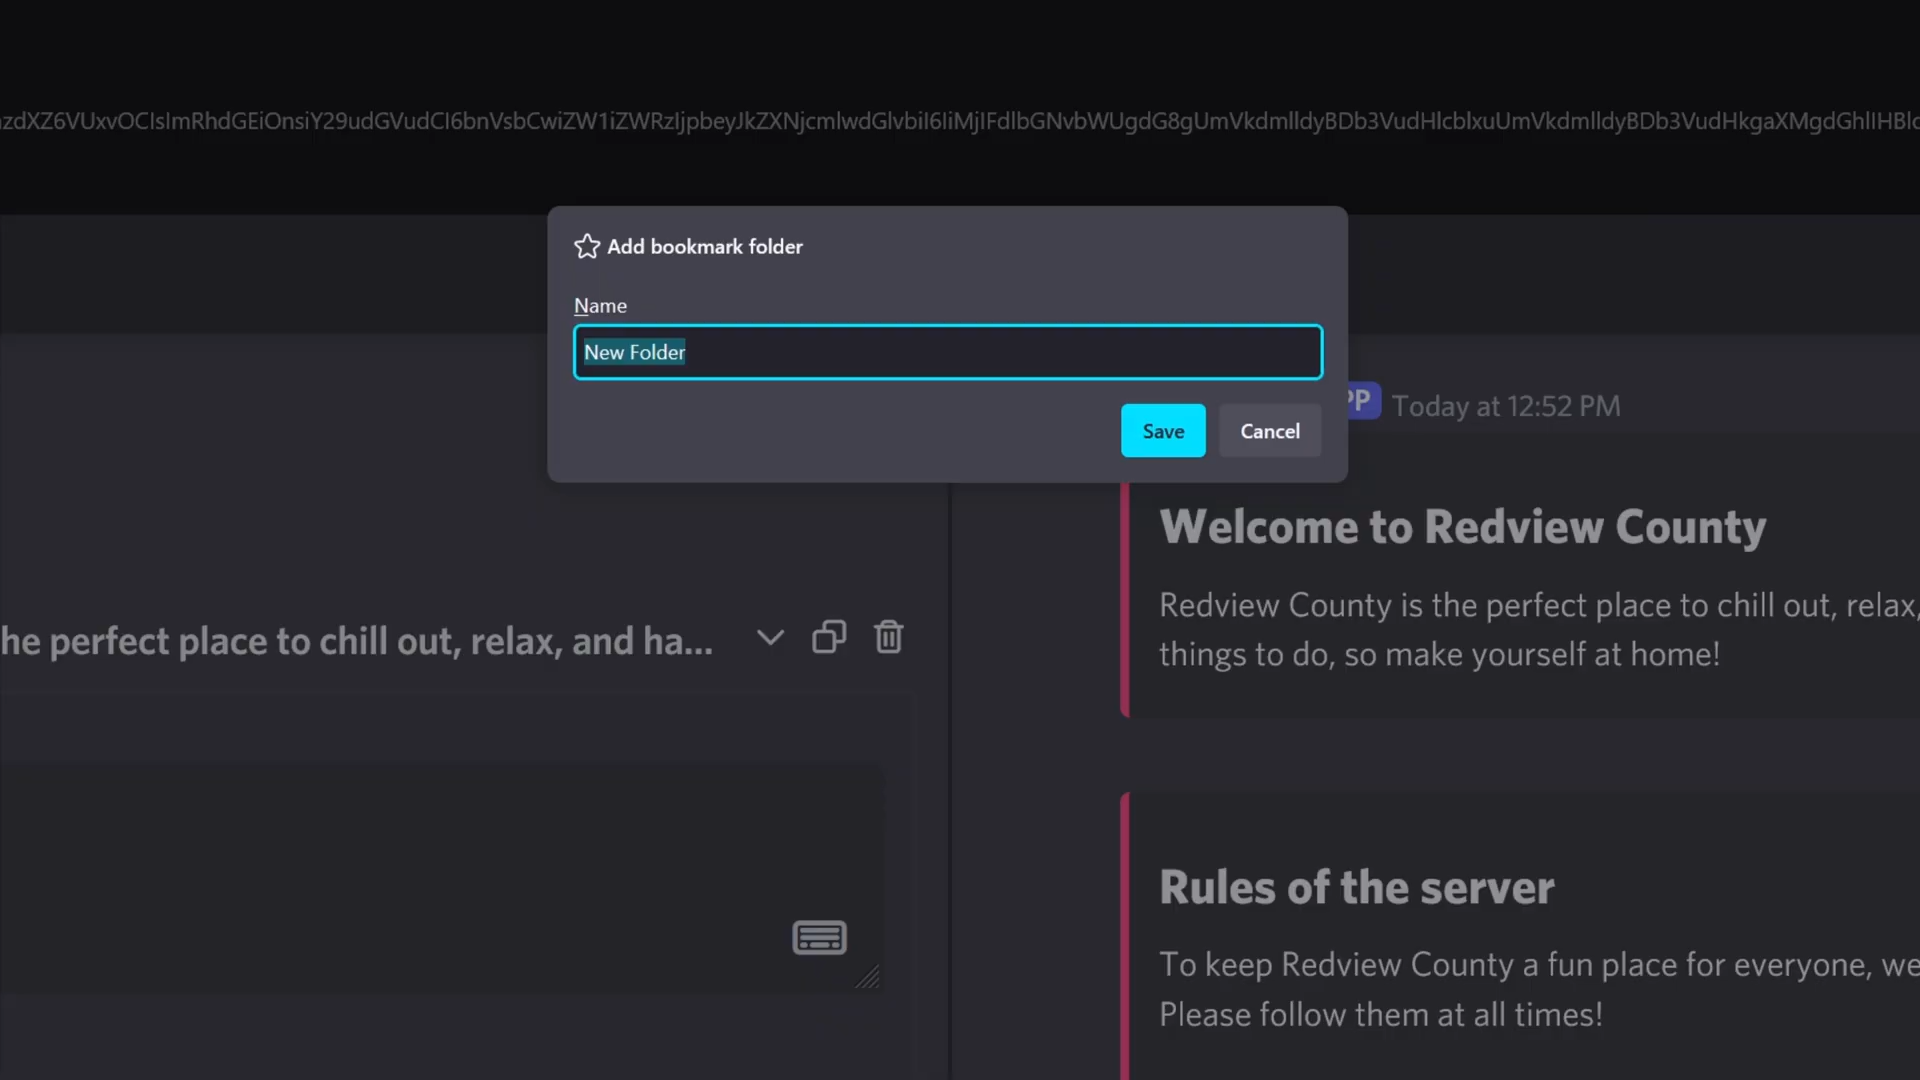 Add bookmark folder
Name
New Folder
Save Cancel
Today at 12:52 PM
Welcome to Redview County
Redview County is the perfect place to chill out, relax,
things to do, so make yourself at home!
he perfect place to chill out, relax, and ha...
Rules of the server
To keep Redview County a fun place for everyone, we
Please follow them at all times!